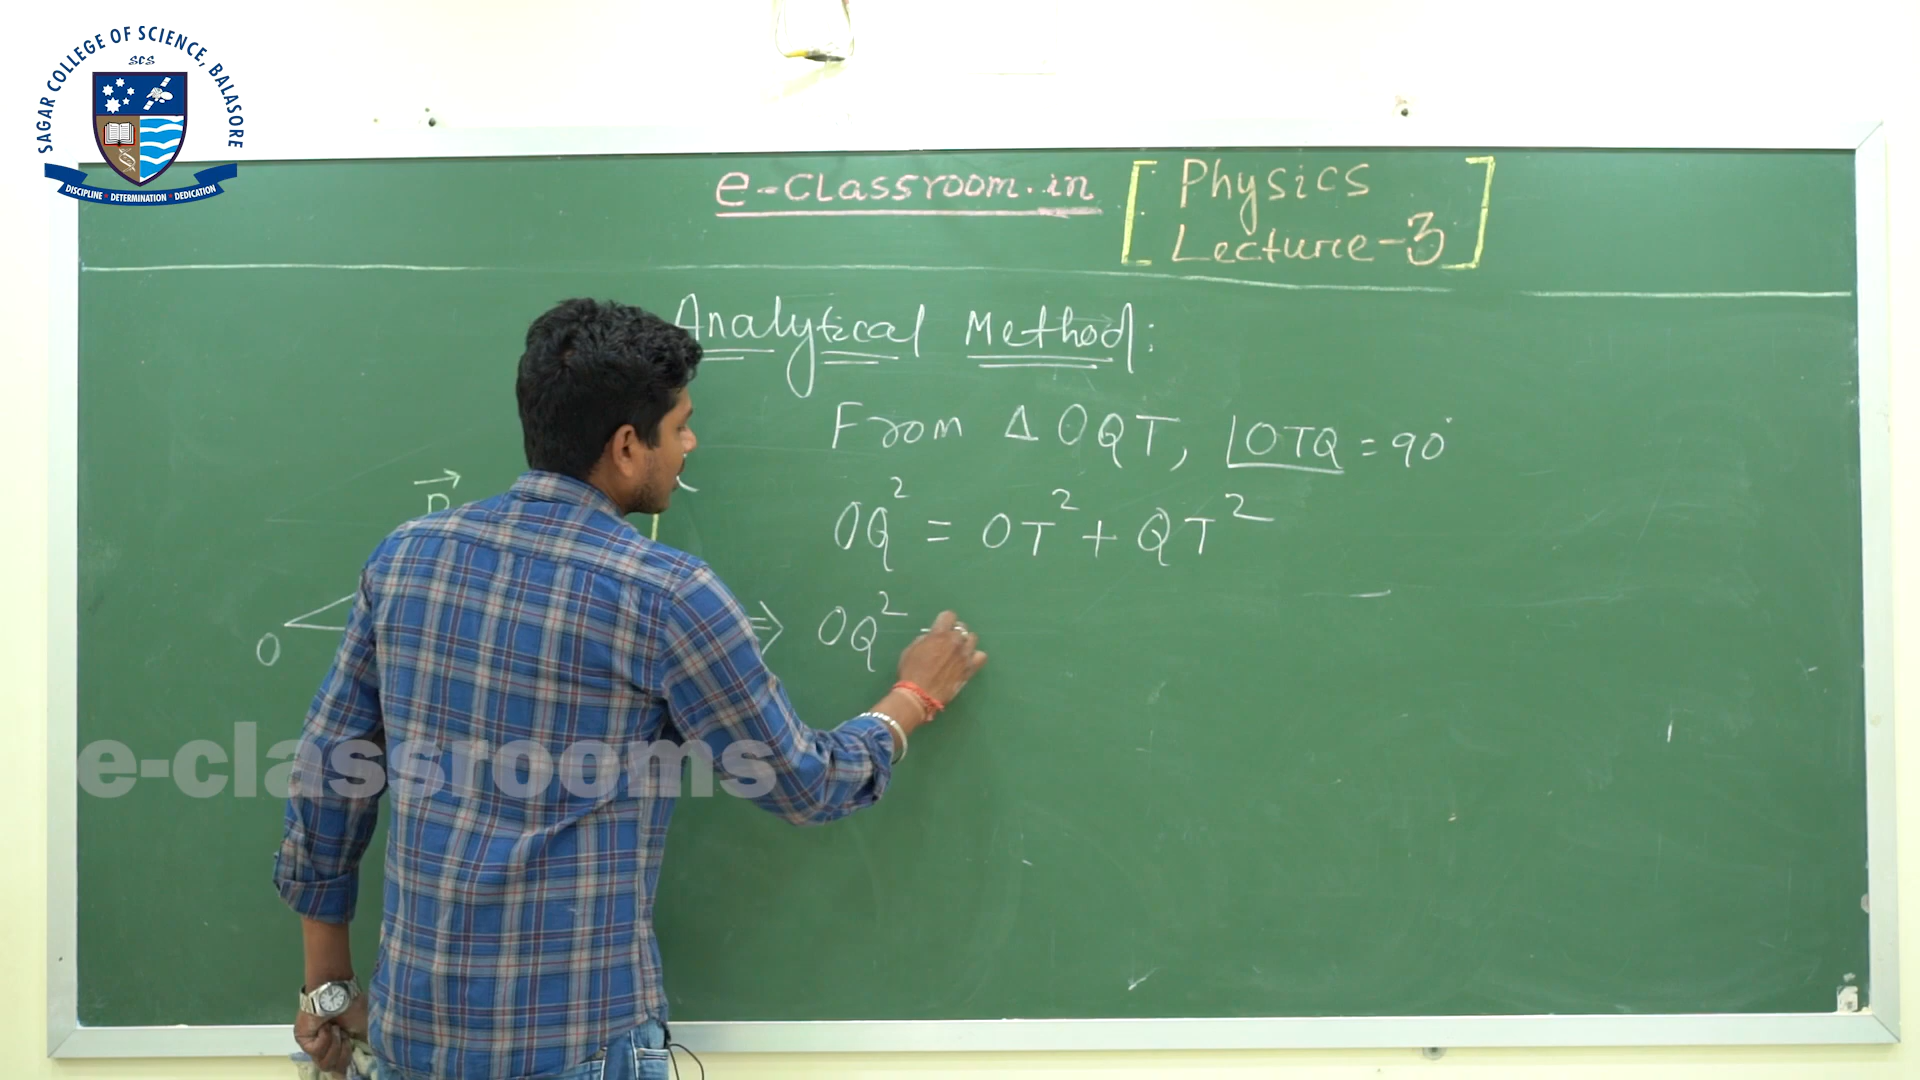 SAGAR COLLEGE OF SCIENCE, BALASORE
SCS
DISCIPLINE • DETERMINATION • DEDICATION
e-classroom.in
Physics
Lecture-3
Analytical Method:
From Δ OQT, ∠OTQ = 90°
OQ² = OT² + QT²
⇒ OQ²
O
e-classrooms